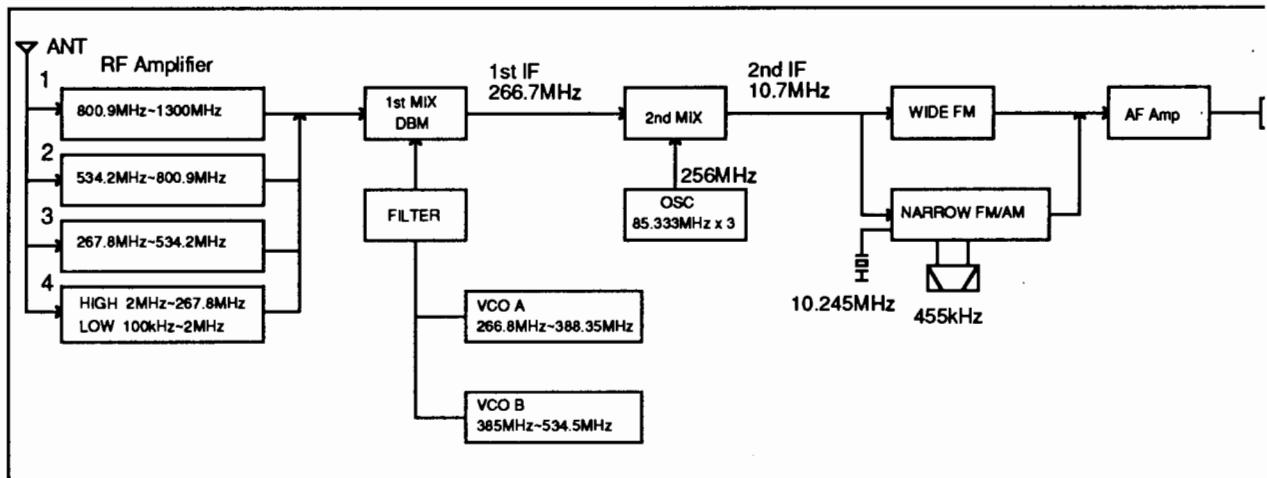 ANT
RF Amplifier
1
800.9MHz~1300MHz
2
534.2MHz~800.9MHz
3
267.8MHz~534.2MHz
4
HIGH 2MHz~267.8MHz
LOW 100kHz~2MHz
1st MIX
DBM
FILTER
VCO A
266.8MHz~388.35MHz
VCO B
385MHz~534.5MHz
1st IF
266.7MHz
2nd MIX
256MHz
OSC
85.333MHz x 3
2nd IF
10.7MHz
WIDE FM
NARROW FM/AM
10.245MHz
455kHz
AF Amp